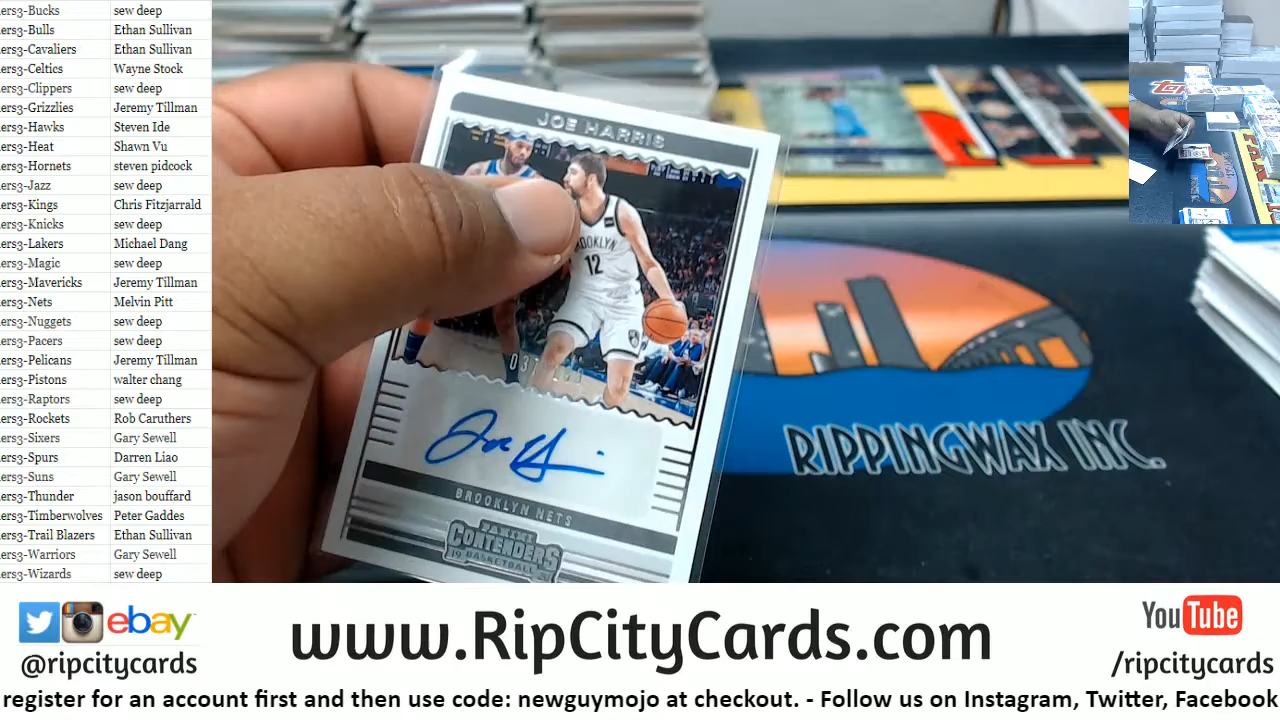 ers3-Bucks sew deep
ers3-Bulls Ethan Sullivan
ers3-Cavaliers Ethan Sullivan
ers3-Celtics Wayne Stock
ers3-Clippers sew deep
ers3-Grizzlies Jeremy Tillman
ers3-Hawks Steven Ide
ers3-Heat Shawn Vu
ers3-Hornets steven pidcock
ers3-Jazz sew deep
ers3-Kings Chris Fitzjarrald
ers3-Knicks sew deep
ers3-Lakers Michael Dang
ers3-Magic sew deep
ers3-Mavericks Jeremy Tillman
ers3-Nets Melvin Pitt
ers3-Nuggets sew deep
ers3-Pacers sew deep
ers3-Pelicans Jeremy Tillman
ers3-Pistons walter chang
ers3-Raptors sew deep
ers3-Rockets Rob Caruthers
ers3-Sixers Gary Sewell
ers3-Spurs Darren Liao
ers3-Suns Gary Sewell
ers3-Thunder jason bouffard
ers3-Timberwolves Peter Gaddes
ers3-Trail Blazers Ethan Sullivan
ers3-Warriors Gary Sewell
ers3-Wizards sew deep
JOE HARRIS
BROOKLYN
12
Joe Harris
BROOKLYN NETS
PANINI
CONTENDERS
19 BASKETBALL 20
RIPPINGWAX INC.
Topps
ebay
@ripcitycards
www.RipCityCards.com
YouTube
/ripcitycards
register for an account first and then use code: newguymojo at checkout. - Follow us on Instagram, Twitter, Facebook